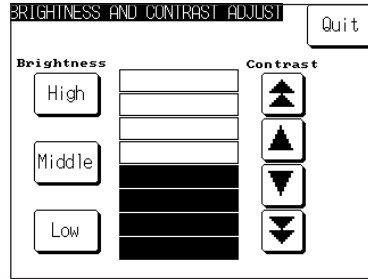 BRIGHTNESS AND CONTRAST ADJUST
Quit
Brightness
Contrast
High
Middle
Low